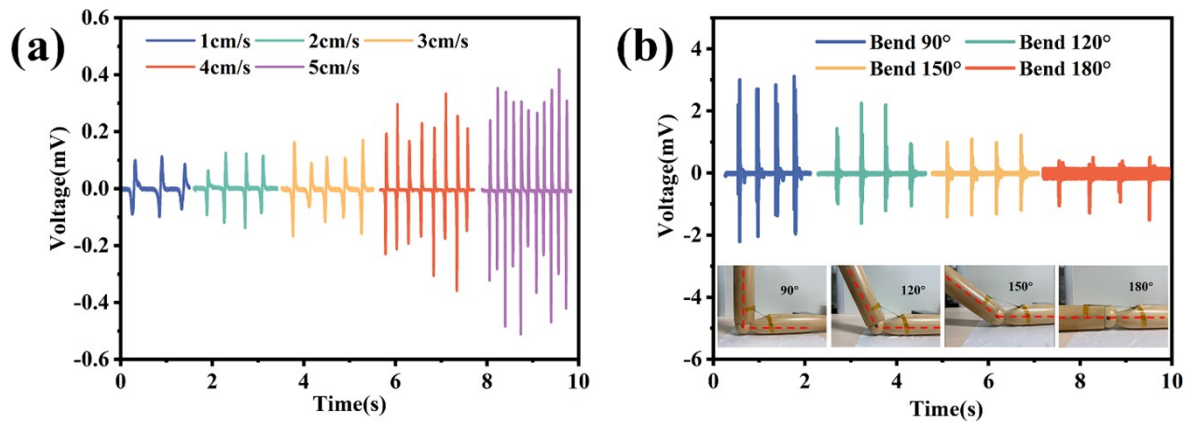 (a)
1cm/s 2cm/s 3cm/s
4cm/s 5cm/s
Voltage(mV)
0.6
0.4
0.2
0.0
-0.2
-0.4
-0.6
0 2 4 6 8 10
Time(s)
(b)
Bend 90° Bend 120°
Bend 150° Bend 180°
Voltage(mV)
4
2
0
-2
-4
-6
90° 120° 150° 180°
0 2 4 6 8 10
Time(s)